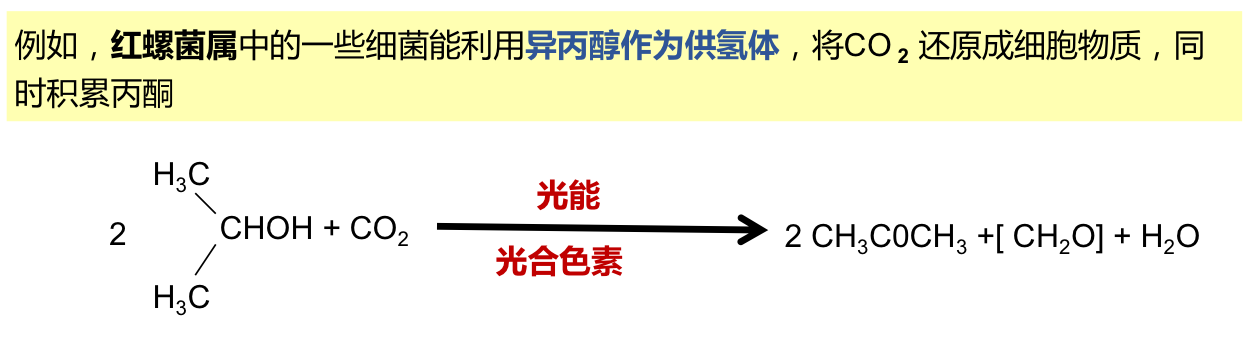 例如，红螺菌属中的一些细菌能利用异丙醇作为供氢体，将CO₂ 还原成细胞物质，同
时积累丙酮
H₃C
光能
2 CHOH + CO₂ 2 CH₃C0CH₃ +[ CH₂O] + H₂O
光合色素
H₃C